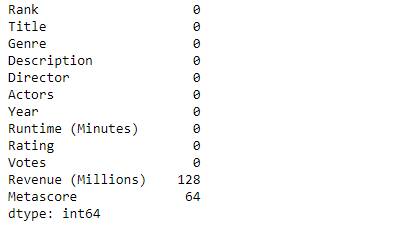 Rank 0
Title 0
Genre 0
Description 0
Director 0
Actors 0
Year 0
Runtime (Minutes) 0
Rating 0
Votes 0
Revenue (Millions) 128
Metascore 64
dtype: int64